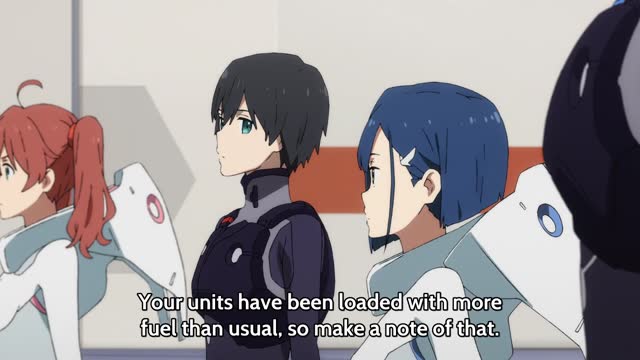 Your units have been loaded with more
fuel than usual, so make a note of that.